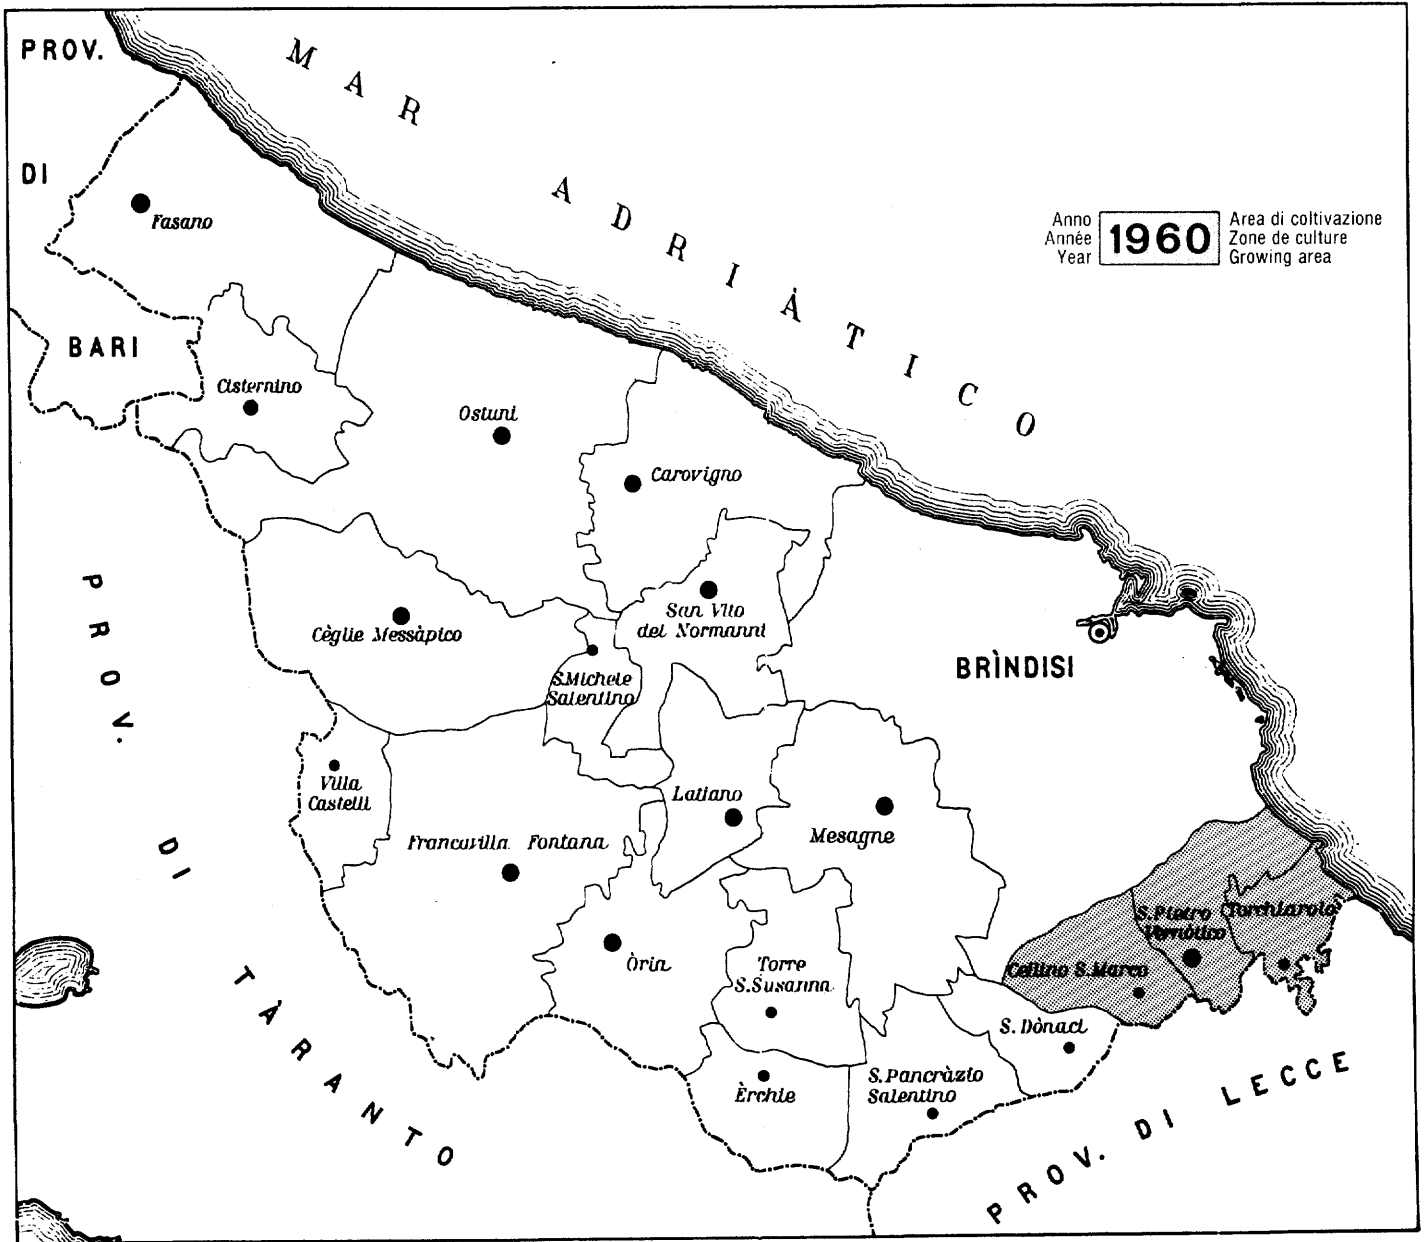 PROV.
DI
BARI
MAR ADRIÀTICO
Anno
Année
Year
1960
Area di coltivazione
Zone de culture
Growing area
Fasano
Cisternino
Ostuni
Carovigno
San Vito
dei Normanni
Cèglie Messàpico
S.Michele
Salentino
BRÌNDISI
Villa
Castelli
Latiano
Mesagne
Francavilla Fontana
Òria
Torre
S.Susanna
S.Pietro
Vernòtico
Torchiarolo
Cellino S.Marco
S. Dònaci
Èrchie
S.Pancràzio
Salentino
PROV. DI TÀRANTO
PROV. DI LECCE